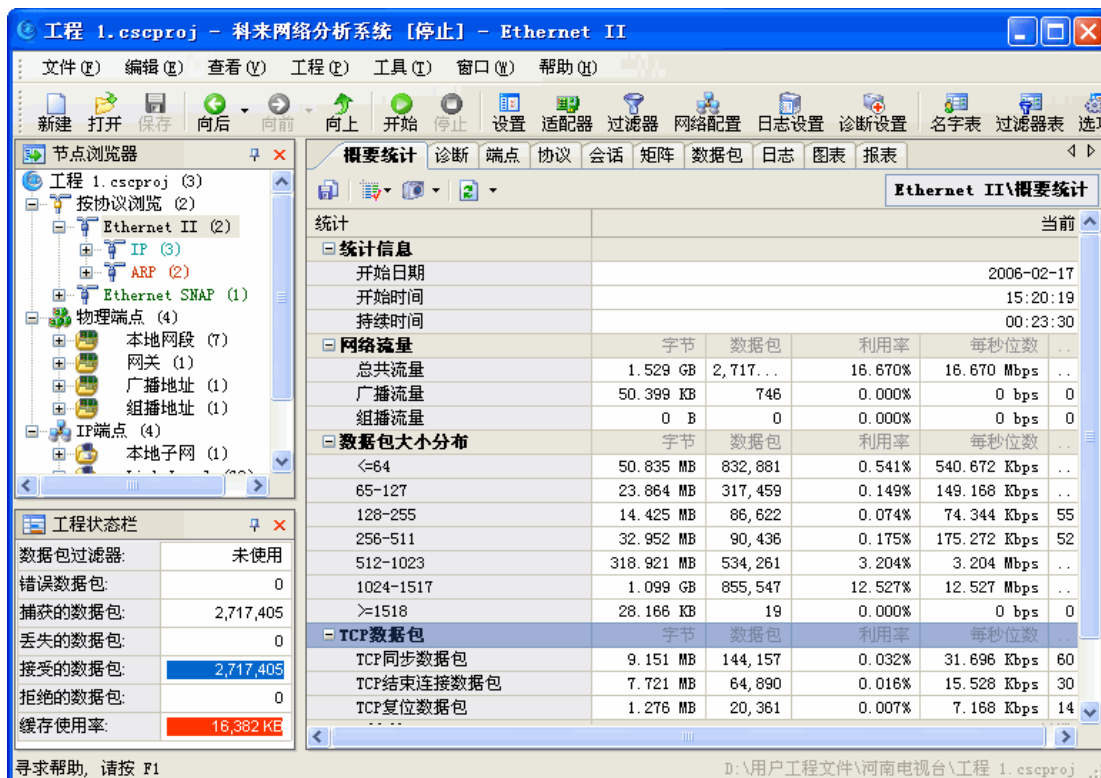 工程 1.cscproj - 科来网络分析系统 [停止] - Ethernet II
文件(F) 编辑(E) 查看(V) 工程(P) 工具(T) 窗口(W) 帮助(H)
新建 打开 保存 向后 向前 向上 开始 停止 设置 适配器 过滤器 网络配置 日志设置 诊断设置 名字表 过滤器表
节点浏览器
工程 1.cscproj (3)
按协议浏览 (2)
Ethernet II (2)
IP (3)
ARP (2)
Ethernet SNAP (1)
物理端点 (4)
本地网段 (7)
网关 (1)
广播地址 (1)
组播地址 (1)
IP端点 (4)
本地子网 (1)
工程状态栏
数据包过滤器: 未使用
错误数据包: 0
捕获的数据包: 2,717,405
丢失的数据包: 0
接受的数据包: 2,717,405
拒绝的数据包: 0
缓存使用率: 16,382 KB
概要统计 诊断 端点 协议 会话 矩阵 数据包 日志 图表 报表
Ethernet II\概要统计
统计 当前
统计信息
开始日期 2006-02-17
开始时间 15:20:19
持续时间 00:23:30
网络流量 字节 数据包 利用率 每秒位数 ..
总共流量 1.529 GB 2,717... 16.670% 16.670 Mbps ..
广播流量 50.399 KB 746 0.000% 0 bps 0
组播流量 0 B 0 0.000% 0 bps 0
数据包大小分布 字节 数据包 利用率 每秒位数 ..
<=64 50.835 MB 832,881 0.541% 540.672 Kbps ..
65-127 23.864 MB 317,459 0.149% 149.168 Kbps ..
128-255 14.425 MB 86,622 0.074% 74.344 Kbps 55
256-511 32.952 MB 90,436 0.175% 175.272 Kbps 52
512-1023 318.921 MB 534,261 3.204% 3.204 Mbps ..
1024-1517 1.099 GB 855,547 12.527% 12.527 Mbps ..
>=1518 28.166 KB 19 0.000% 0 bps 0
TCP数据包 字节 数据包 利用率 每秒位数 ..
TCP同步数据包 9.151 MB 144,157 0.032% 31.696 Kbps 60
TCP结束连接数据包 7.721 MB 64,890 0.016% 15.528 Kbps 30
TCP复位数据包 1.276 MB 20,361 0.007% 7.168 Kbps 14
寻求帮助, 请按 F1
D:\用户工程文件\河南电视台\工程 1.cscproj